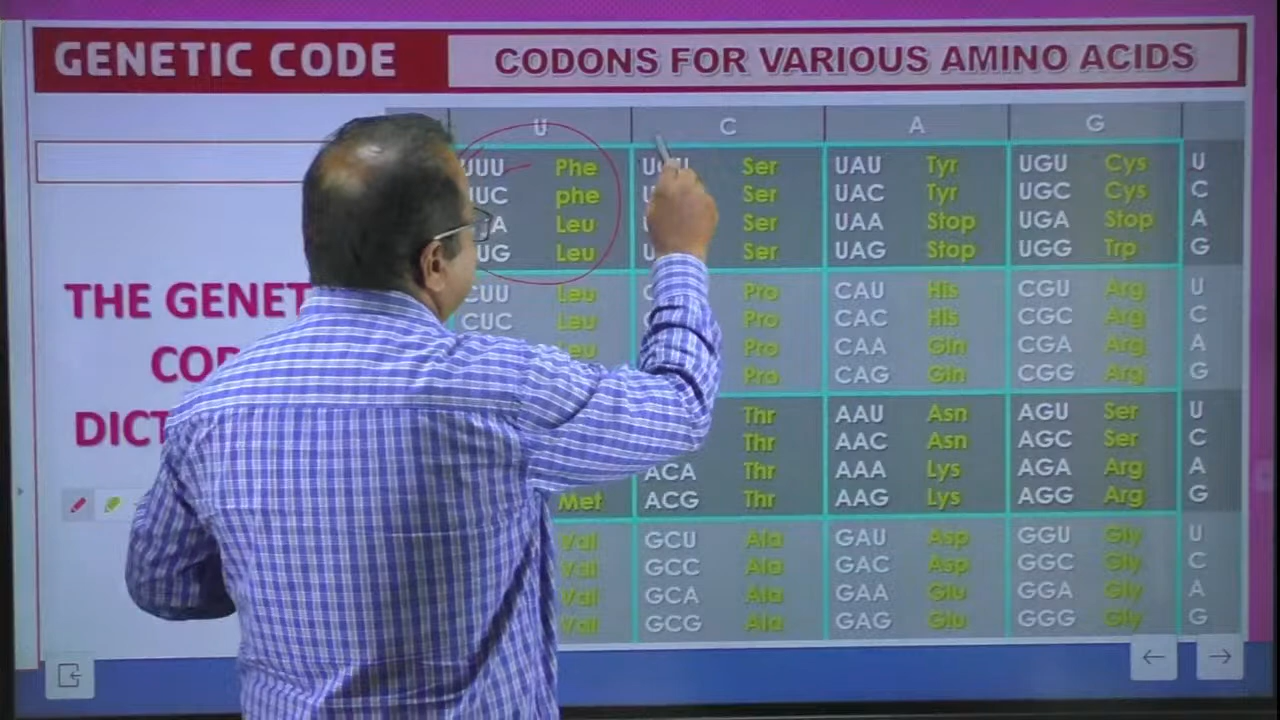 GENETIC CODE
CODONS FOR VARIOUS AMINO ACIDS
U C A G
UUU Phe Ser UAU Tyr UGU Cys U
phe Ser UAC Tyr UGC Cys C
Leu Ser UAA Stop UGA Stop A
Leu Ser UAG Stop UGG Trp G
CUU Leu Pro CAU His CGU Arg U
CUC Leu Pro CAC His CGC Arg C
Leu Pro CAA Gln CGA Arg A
Pro CAG Gln CGG Arg G
Thr AAU Asn AGU Ser U
Thr AAC Asn AGC Ser C
ACA Thr AAA Lys AGA Arg A
Met ACG Thr AAG Lys AGG Arg G
Val GCU Ala GAU Asp GGU Gly U
Val GCC Ala GAC Asp GGC Gly C
Val GCA Ala GAA Glu GGA Gly A
Val GCG Ala GAG Glu GGG Gly G
THE